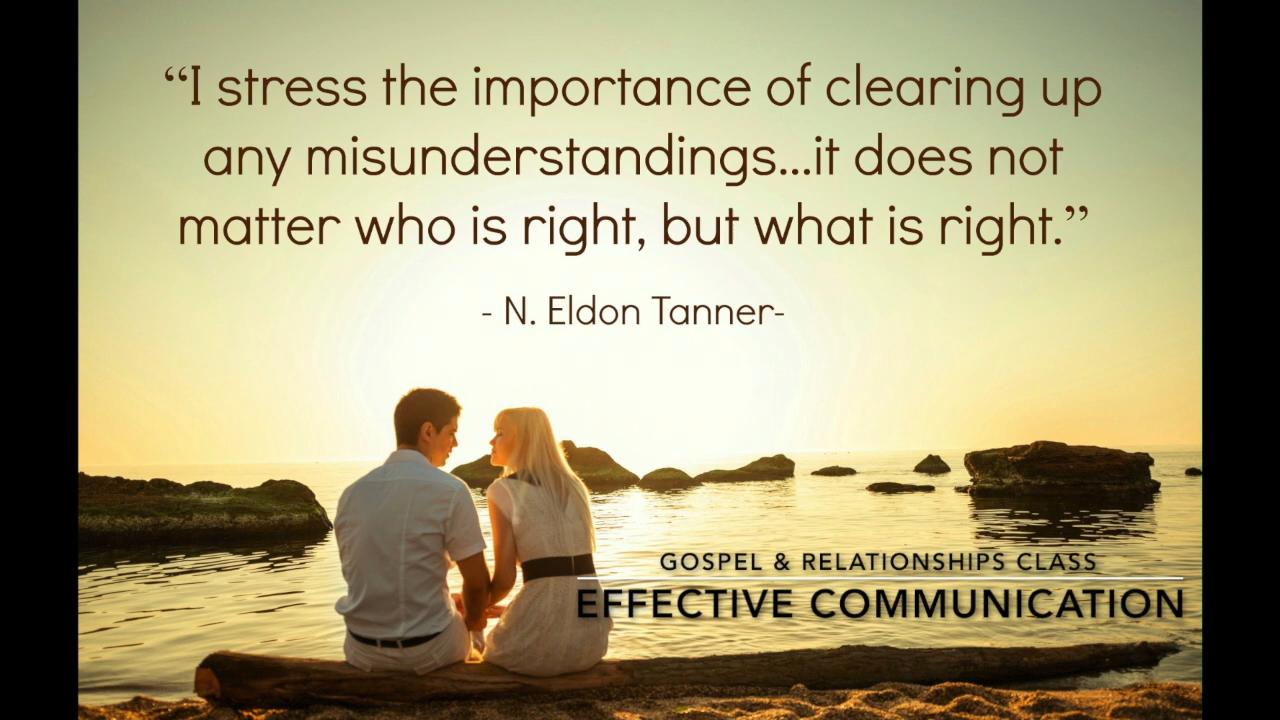 “I stress the importance of clearing up
any misunderstandings...it does not
matter who is right, but what is right.”
- N. Eldon Tanner-
GOSPEL & RELATIONSHIPS CLASS
EFFECTIVE COMMUNICATION